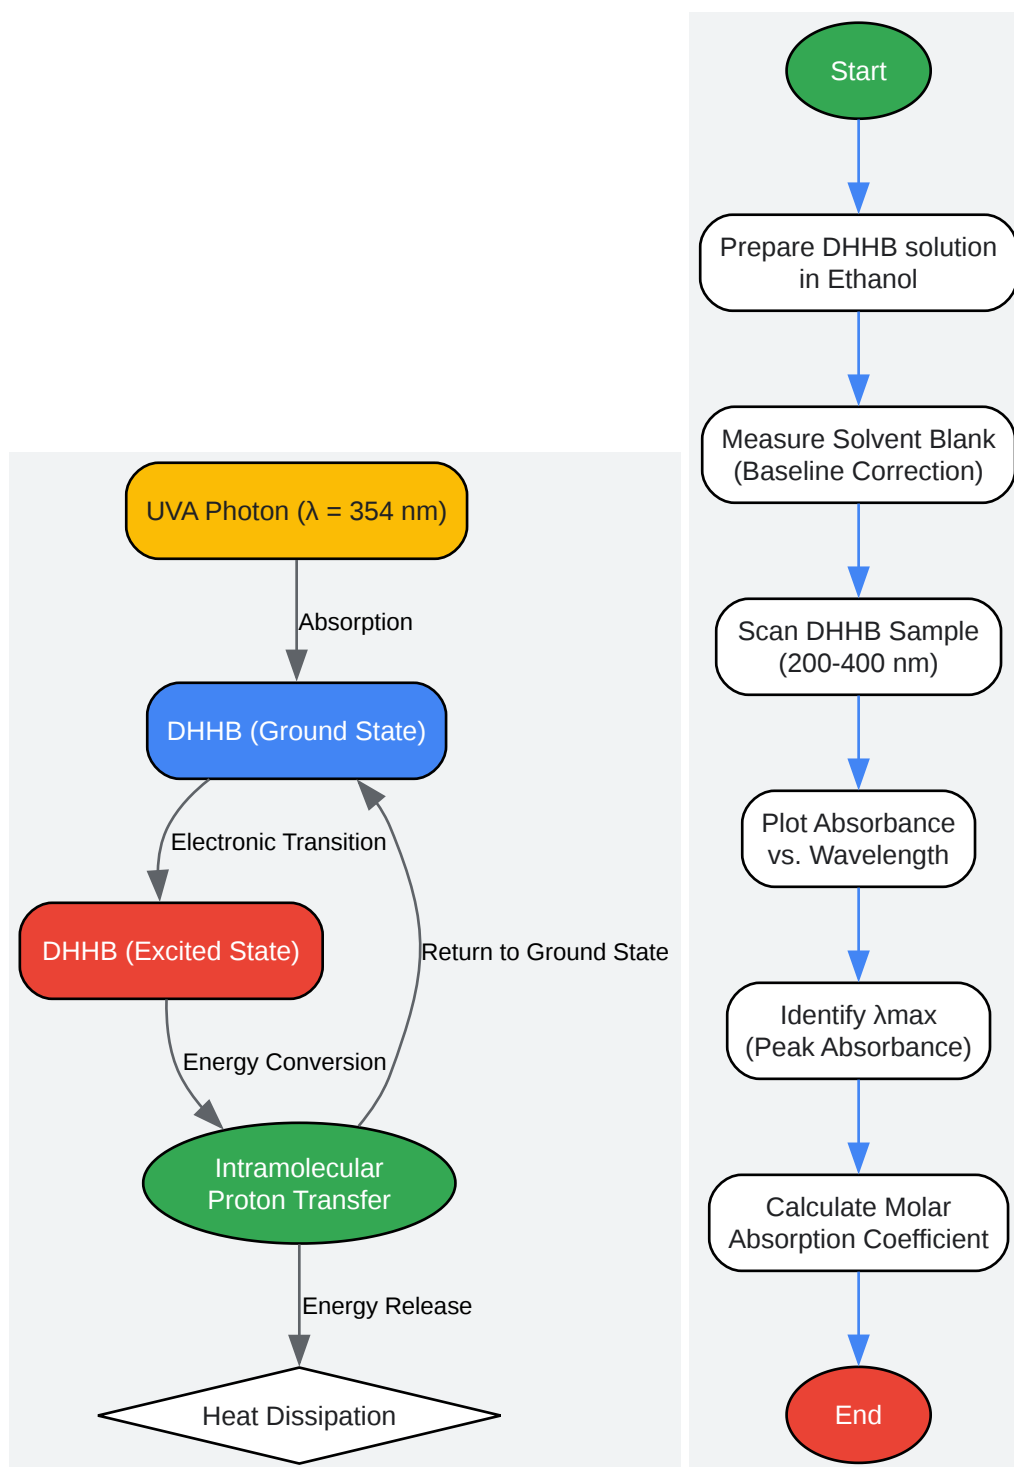 UVA Photon (λ = 354 nm)
Absorption
DHHB (Ground State)
Electronic Transition
DHHB (Excited State)
Return to Ground State
Energy Conversion
Intramolecular
Proton Transfer
Energy Release
Heat Dissipation
Start
Prepare DHHB solution
in Ethanol
Measure Solvent Blank
(Baseline Correction)
Scan DHHB Sample
(200-400 nm)
Plot Absorbance
vs. Wavelength
Identify λmax
(Peak Absorbance)
Calculate Molar
Absorption Coefficient
End